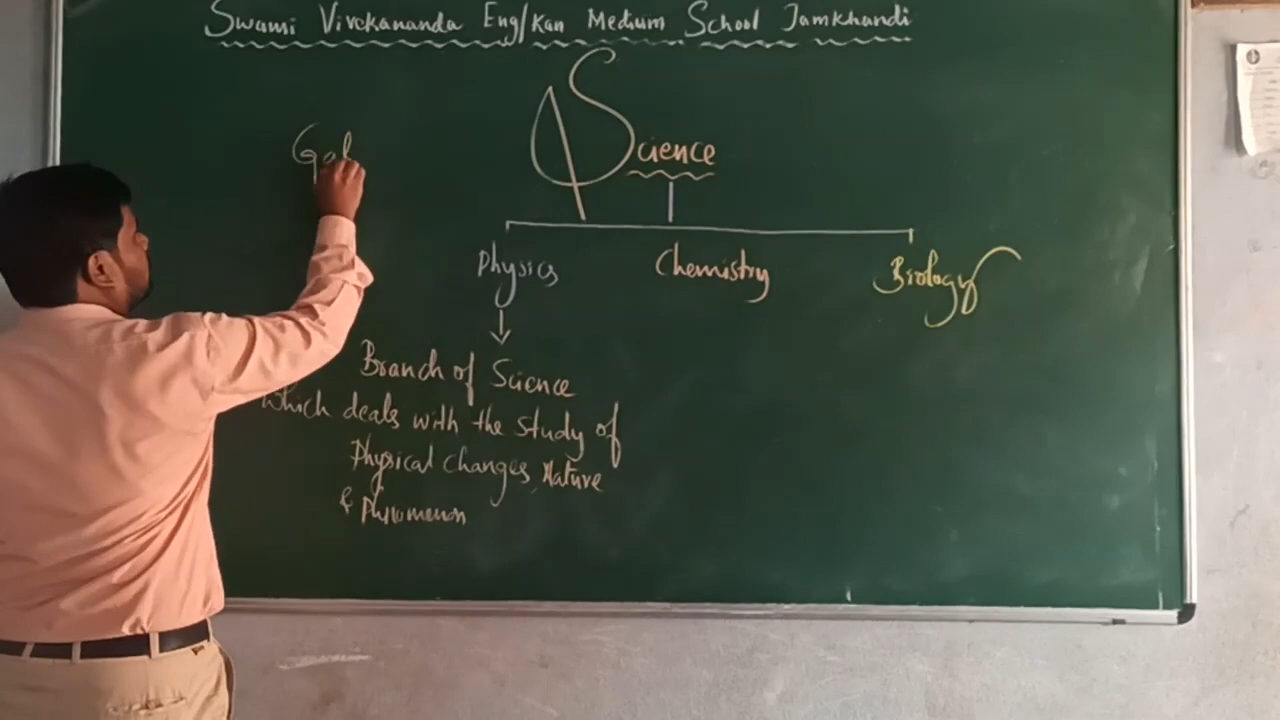 Swami Vivekananda Eng/Kan Medium School Jamkhandi
Science
Gal
Physics Chemistry Biology
Branch of Science
Which deals with the study of
Physical changes, Nature
&